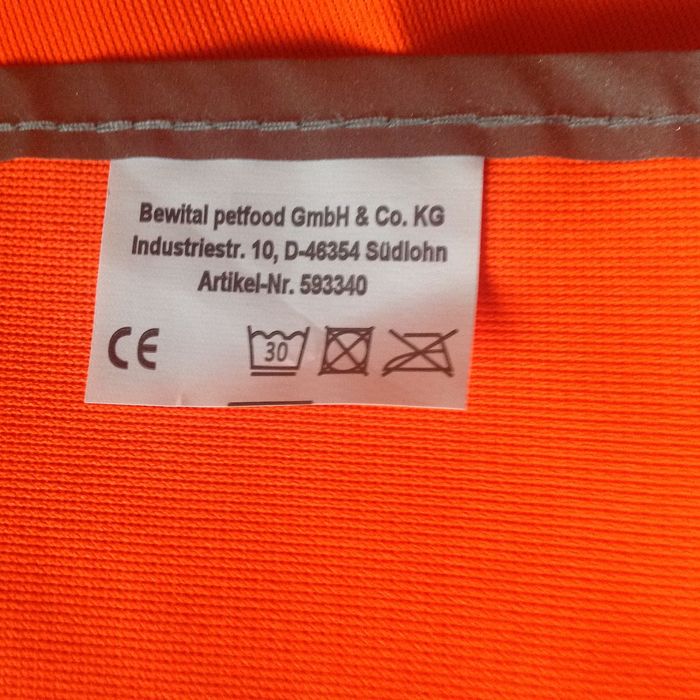 Bewital petfood GmbH & Co. KG
Industriestr. 10, D-46354 Südlohn
Artikel-Nr. 593340
CE 30